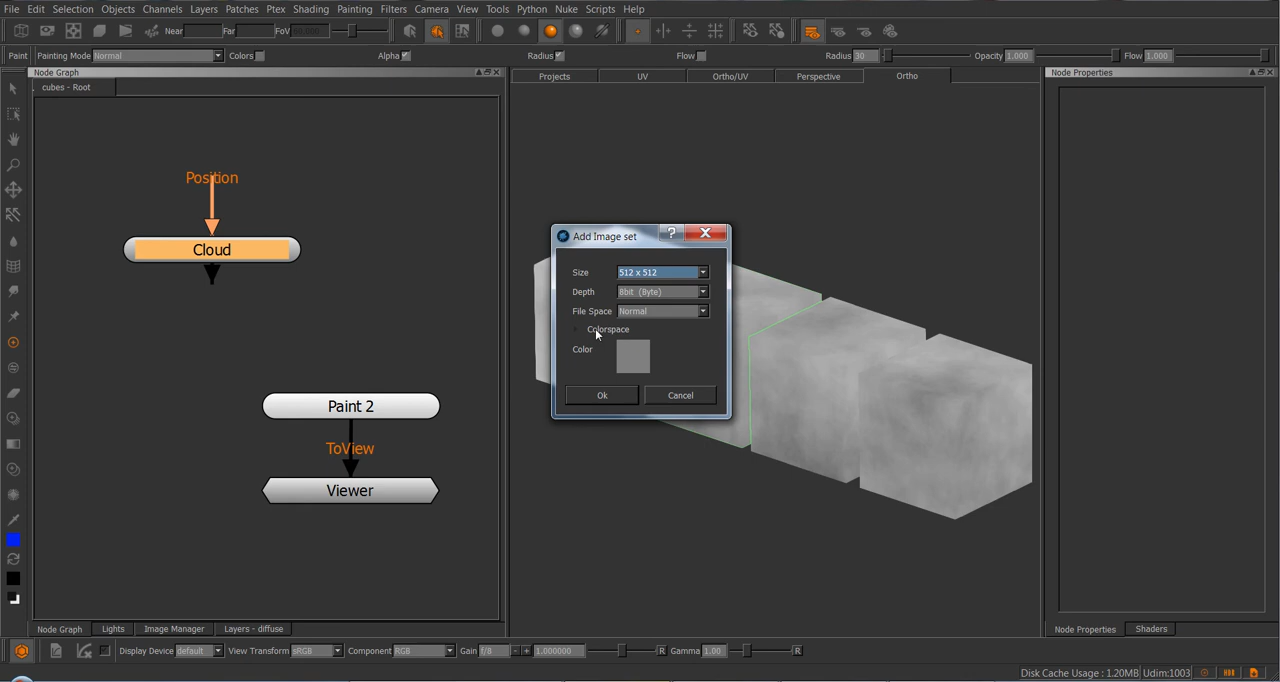 File Edit Selection Objects Channels Layers Patches Ptex Shading Painting Filters Camera View Tools Python Nuke Scripts Help
Near Far FoV
Paint Painting Mode Normal Colors Alpha Radius Flow Radius 30 Opacity 1.000 Flow 1.00
Node Graph
cubes - Root
Projects UV Ortho/UV Perspective Ortho
Node Properties
Position
Cloud
Paint 2
ToView
Viewer
Add Image set
?
Size 512 x 512
Depth 8bit (Byte)
File Space Normal
Colorspace
Color
Ok Cancel
Node Graph Lights Image Manager Layers - diffuse
Node Properties Shaders
Display Device default View Transform sRGB Component RGB Gain f/8 - + 1.000000 R Gamma 1.00 R
Disk Cache Usage : 1.20MB Udim:1003